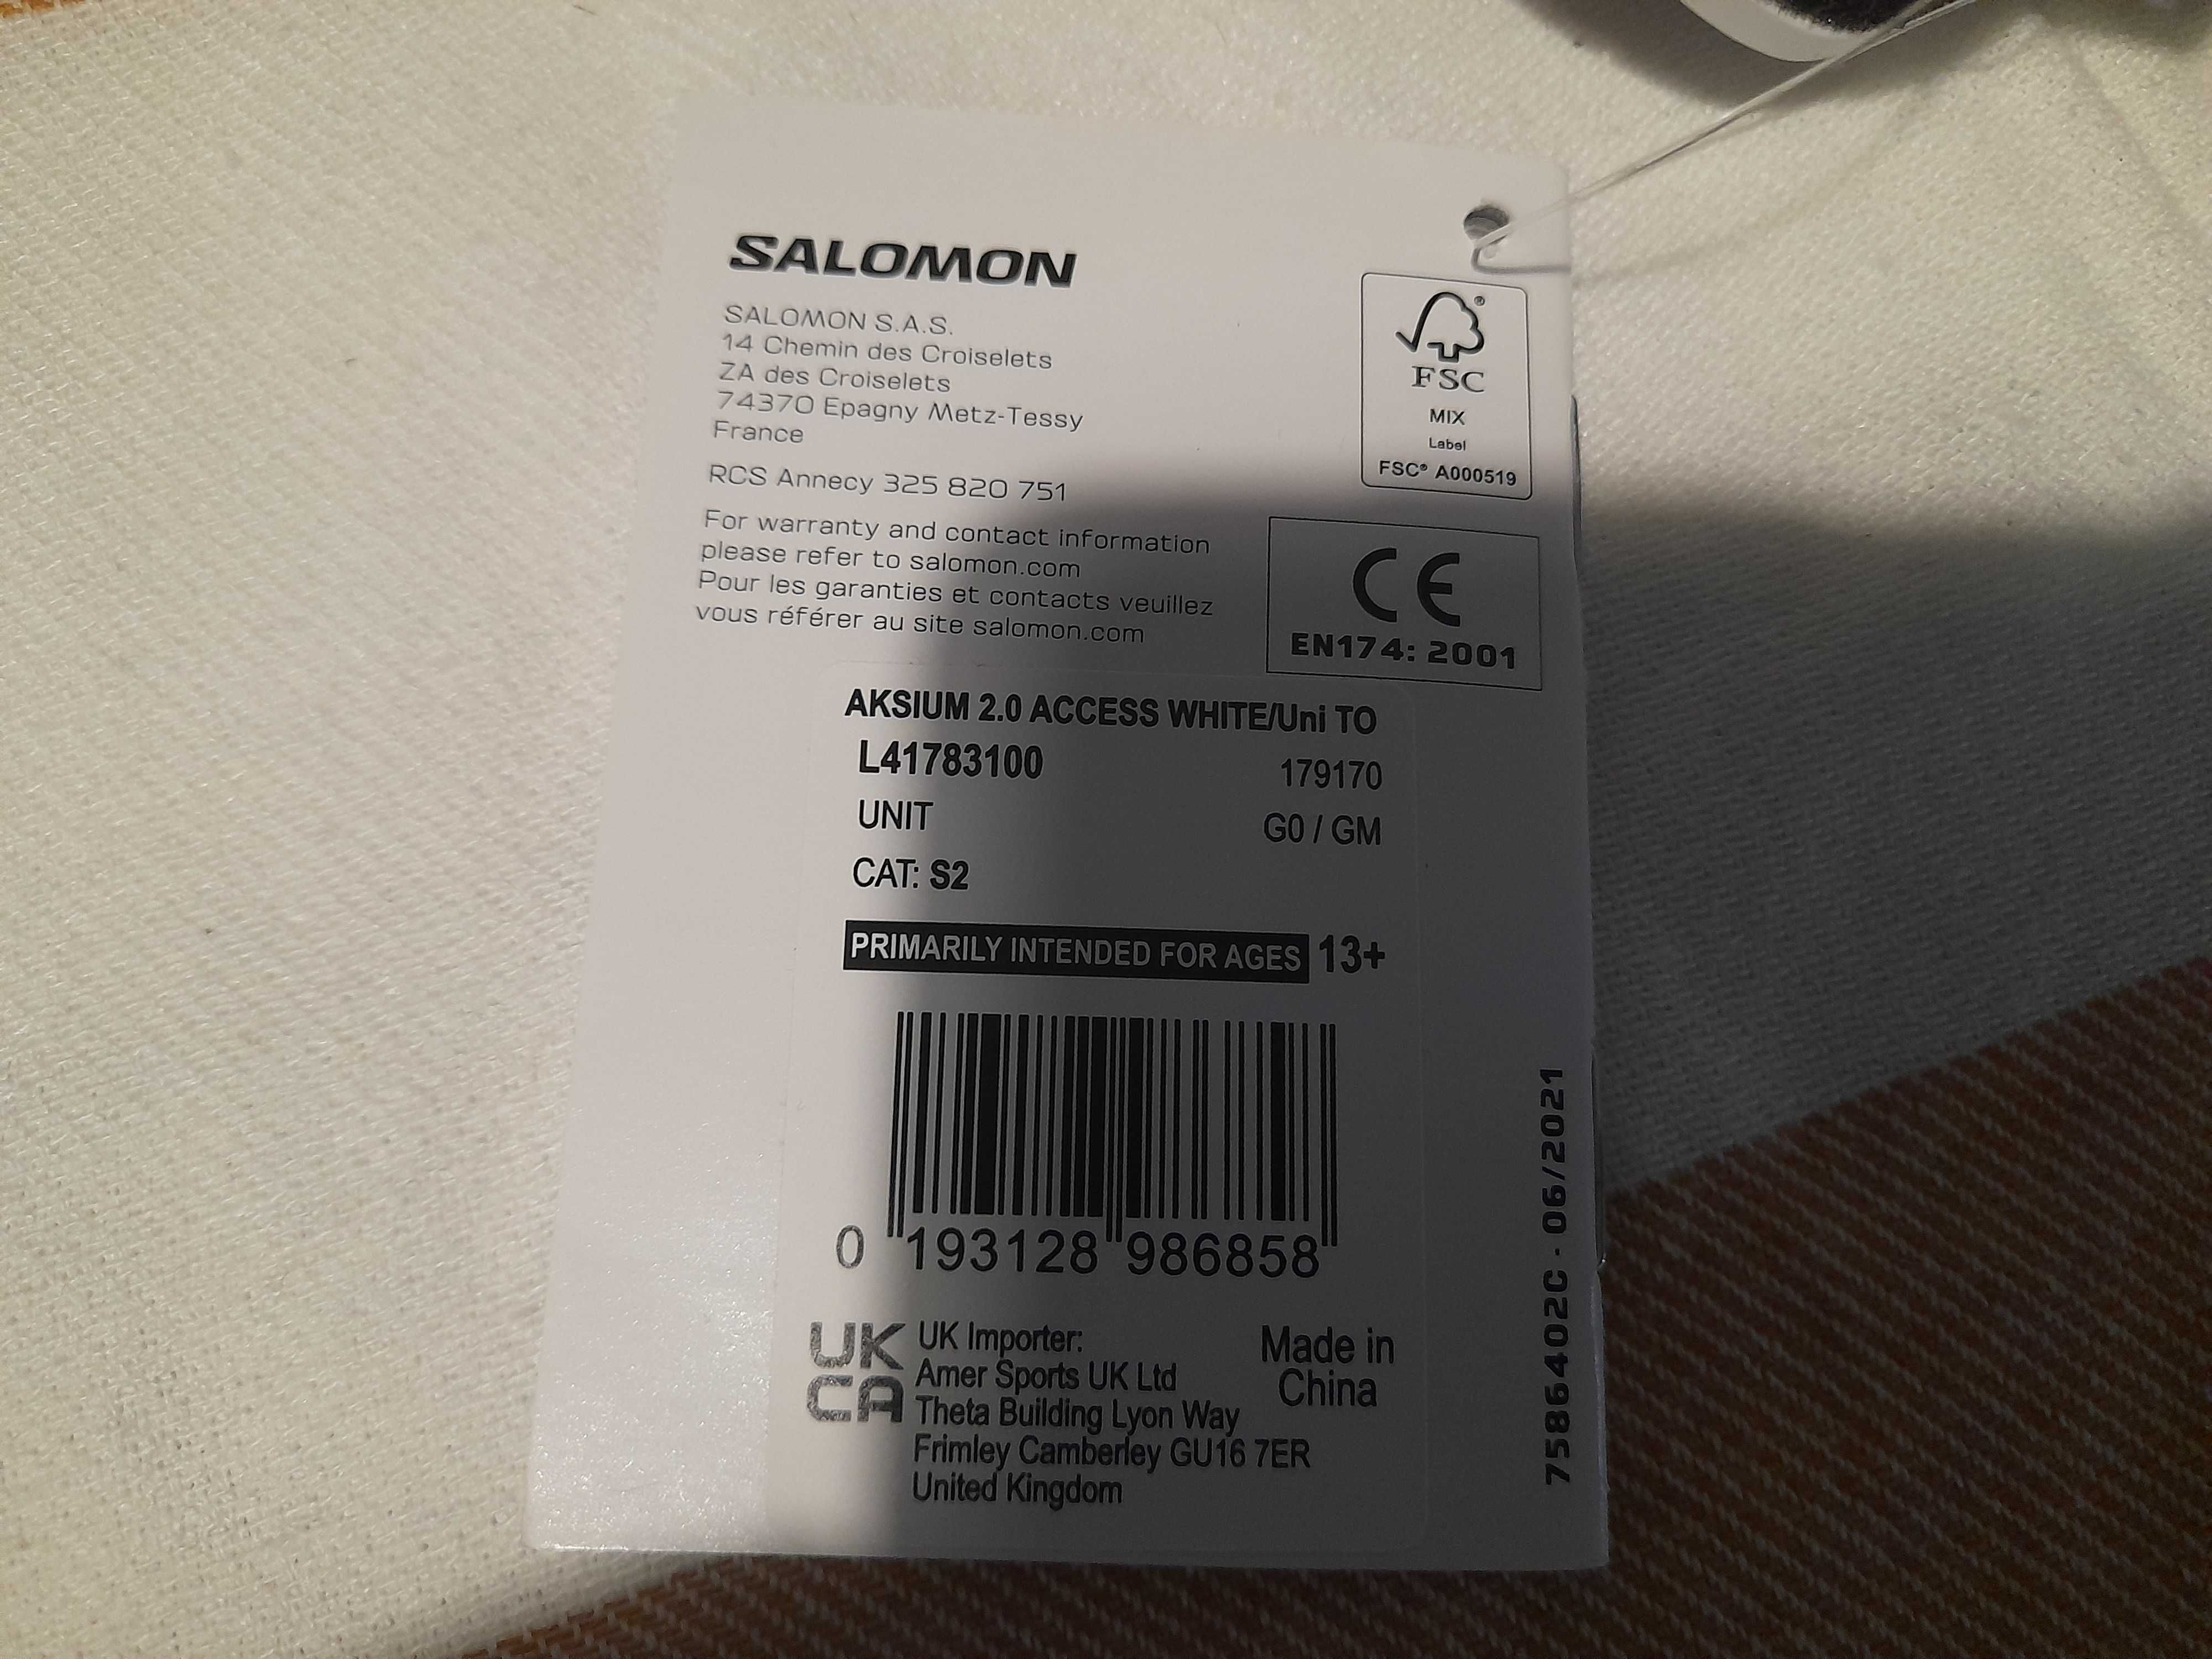 SALOMON
SALOMON S.A.S.
14 Chemin des Croiselets
ZA des Croiselets
74370 Epagny Metz-Tessy
France
RCS Annecy 325 820 751
For warranty and contact information
please refer to salomon.com
Pour les garanties et contacts veuillez
vous référer au site salomon.com
FSC®
MIX
Label
FSC® A000519
CE
EN174: 2001
AKSIUM 2.0 ACCESS WHITE/Uni TO
L41783100 179170
UNIT G0 / GM
CAT: S2
PRIMARILY INTENDED FOR AGES 13+
0 193128 986858
UK
CA
UK Importer:
Amer Sports UK Ltd
Theta Building Lyon Way
Frimley Camberley GU16 7ER
United Kingdom
Made in
China
7586402C - 06/2021